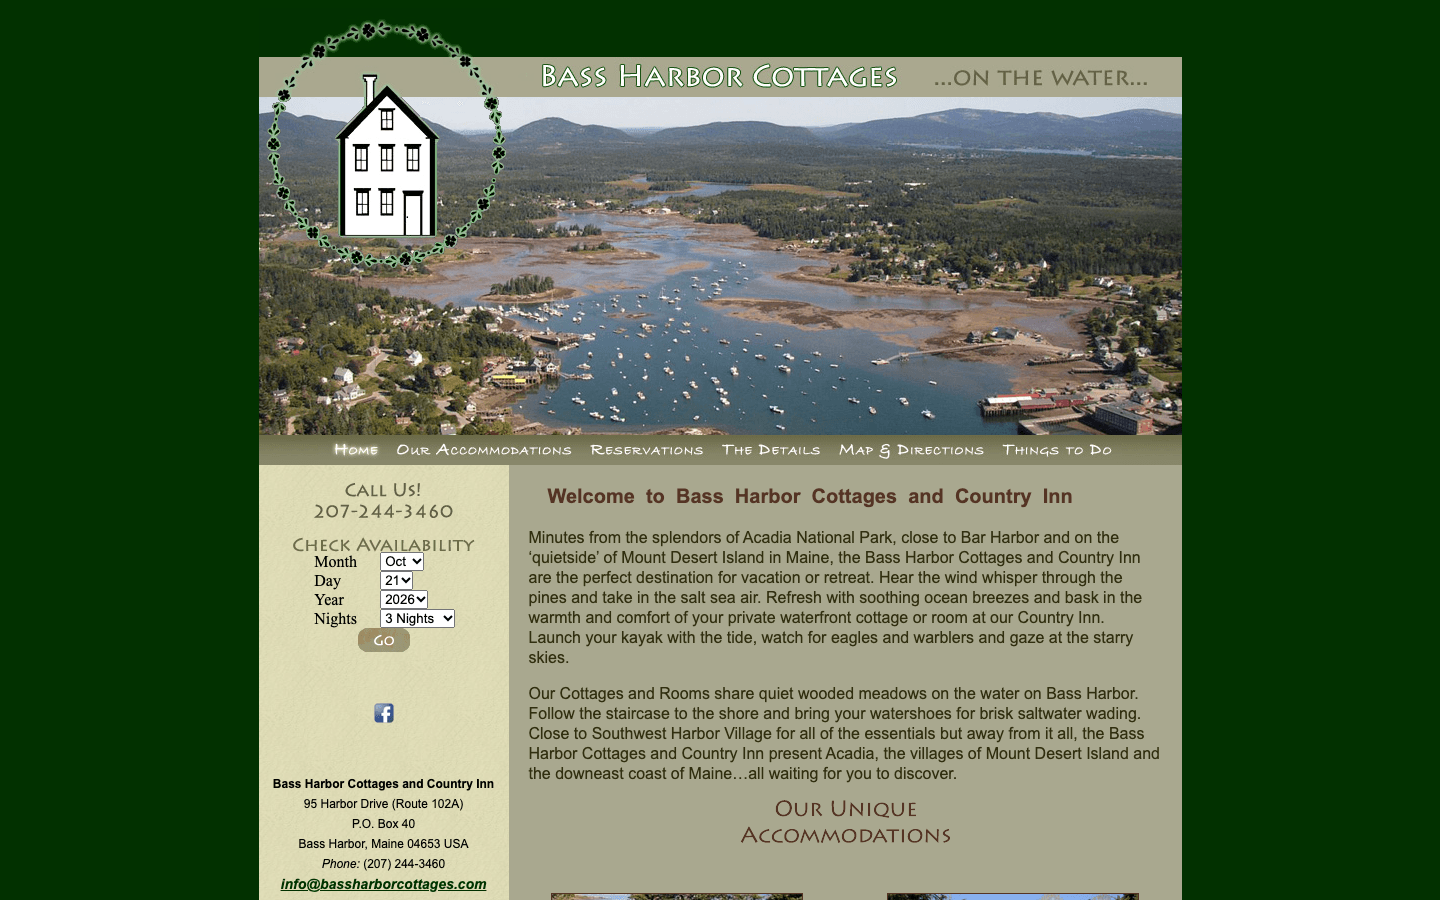 Bass Harbor Cottages ...on the water...
Home Our Accommodations Reservations The Details Map & Directions Things to Do
Call Us!
207-244-3460
Check Availability
Month Oct
Day 21
Year 2026
Nights 3 Nights
Go
Bass Harbor Cottages and Country Inn
95 Harbor Drive (Route 102A)
P.O. Box 40
Bass Harbor, Maine 04653 USA
Phone: (207) 244-3460
info@bassharborcottages.com
Welcome to Bass Harbor Cottages and Country Inn
Minutes from the splendors of Acadia National Park, close to Bar Harbor and on the
‘quietside’ of Mount Desert Island in Maine, the Bass Harbor Cottages and Country Inn
are the perfect destination for vacation or retreat. Hear the wind whisper through the
pines and take in the salt sea air. Refresh with soothing ocean breezes and bask in the
warmth and comfort of your private waterfront cottage or room at our Country Inn.
Launch your kayak with the tide, watch for eagles and warblers and gaze at the starry
skies.
Our Cottages and Rooms share quiet wooded meadows on the water on Bass Harbor.
Follow the staircase to the shore and bring your watershoes for brisk saltwater wading.
Close to Southwest Harbor Village for all of the essentials but away from it all, the Bass
Harbor Cottages and Country Inn present Acadia, the villages of Mount Desert Island and
the downeast coast of Maine…all waiting for you to discover.
Our Unique
Accommodations